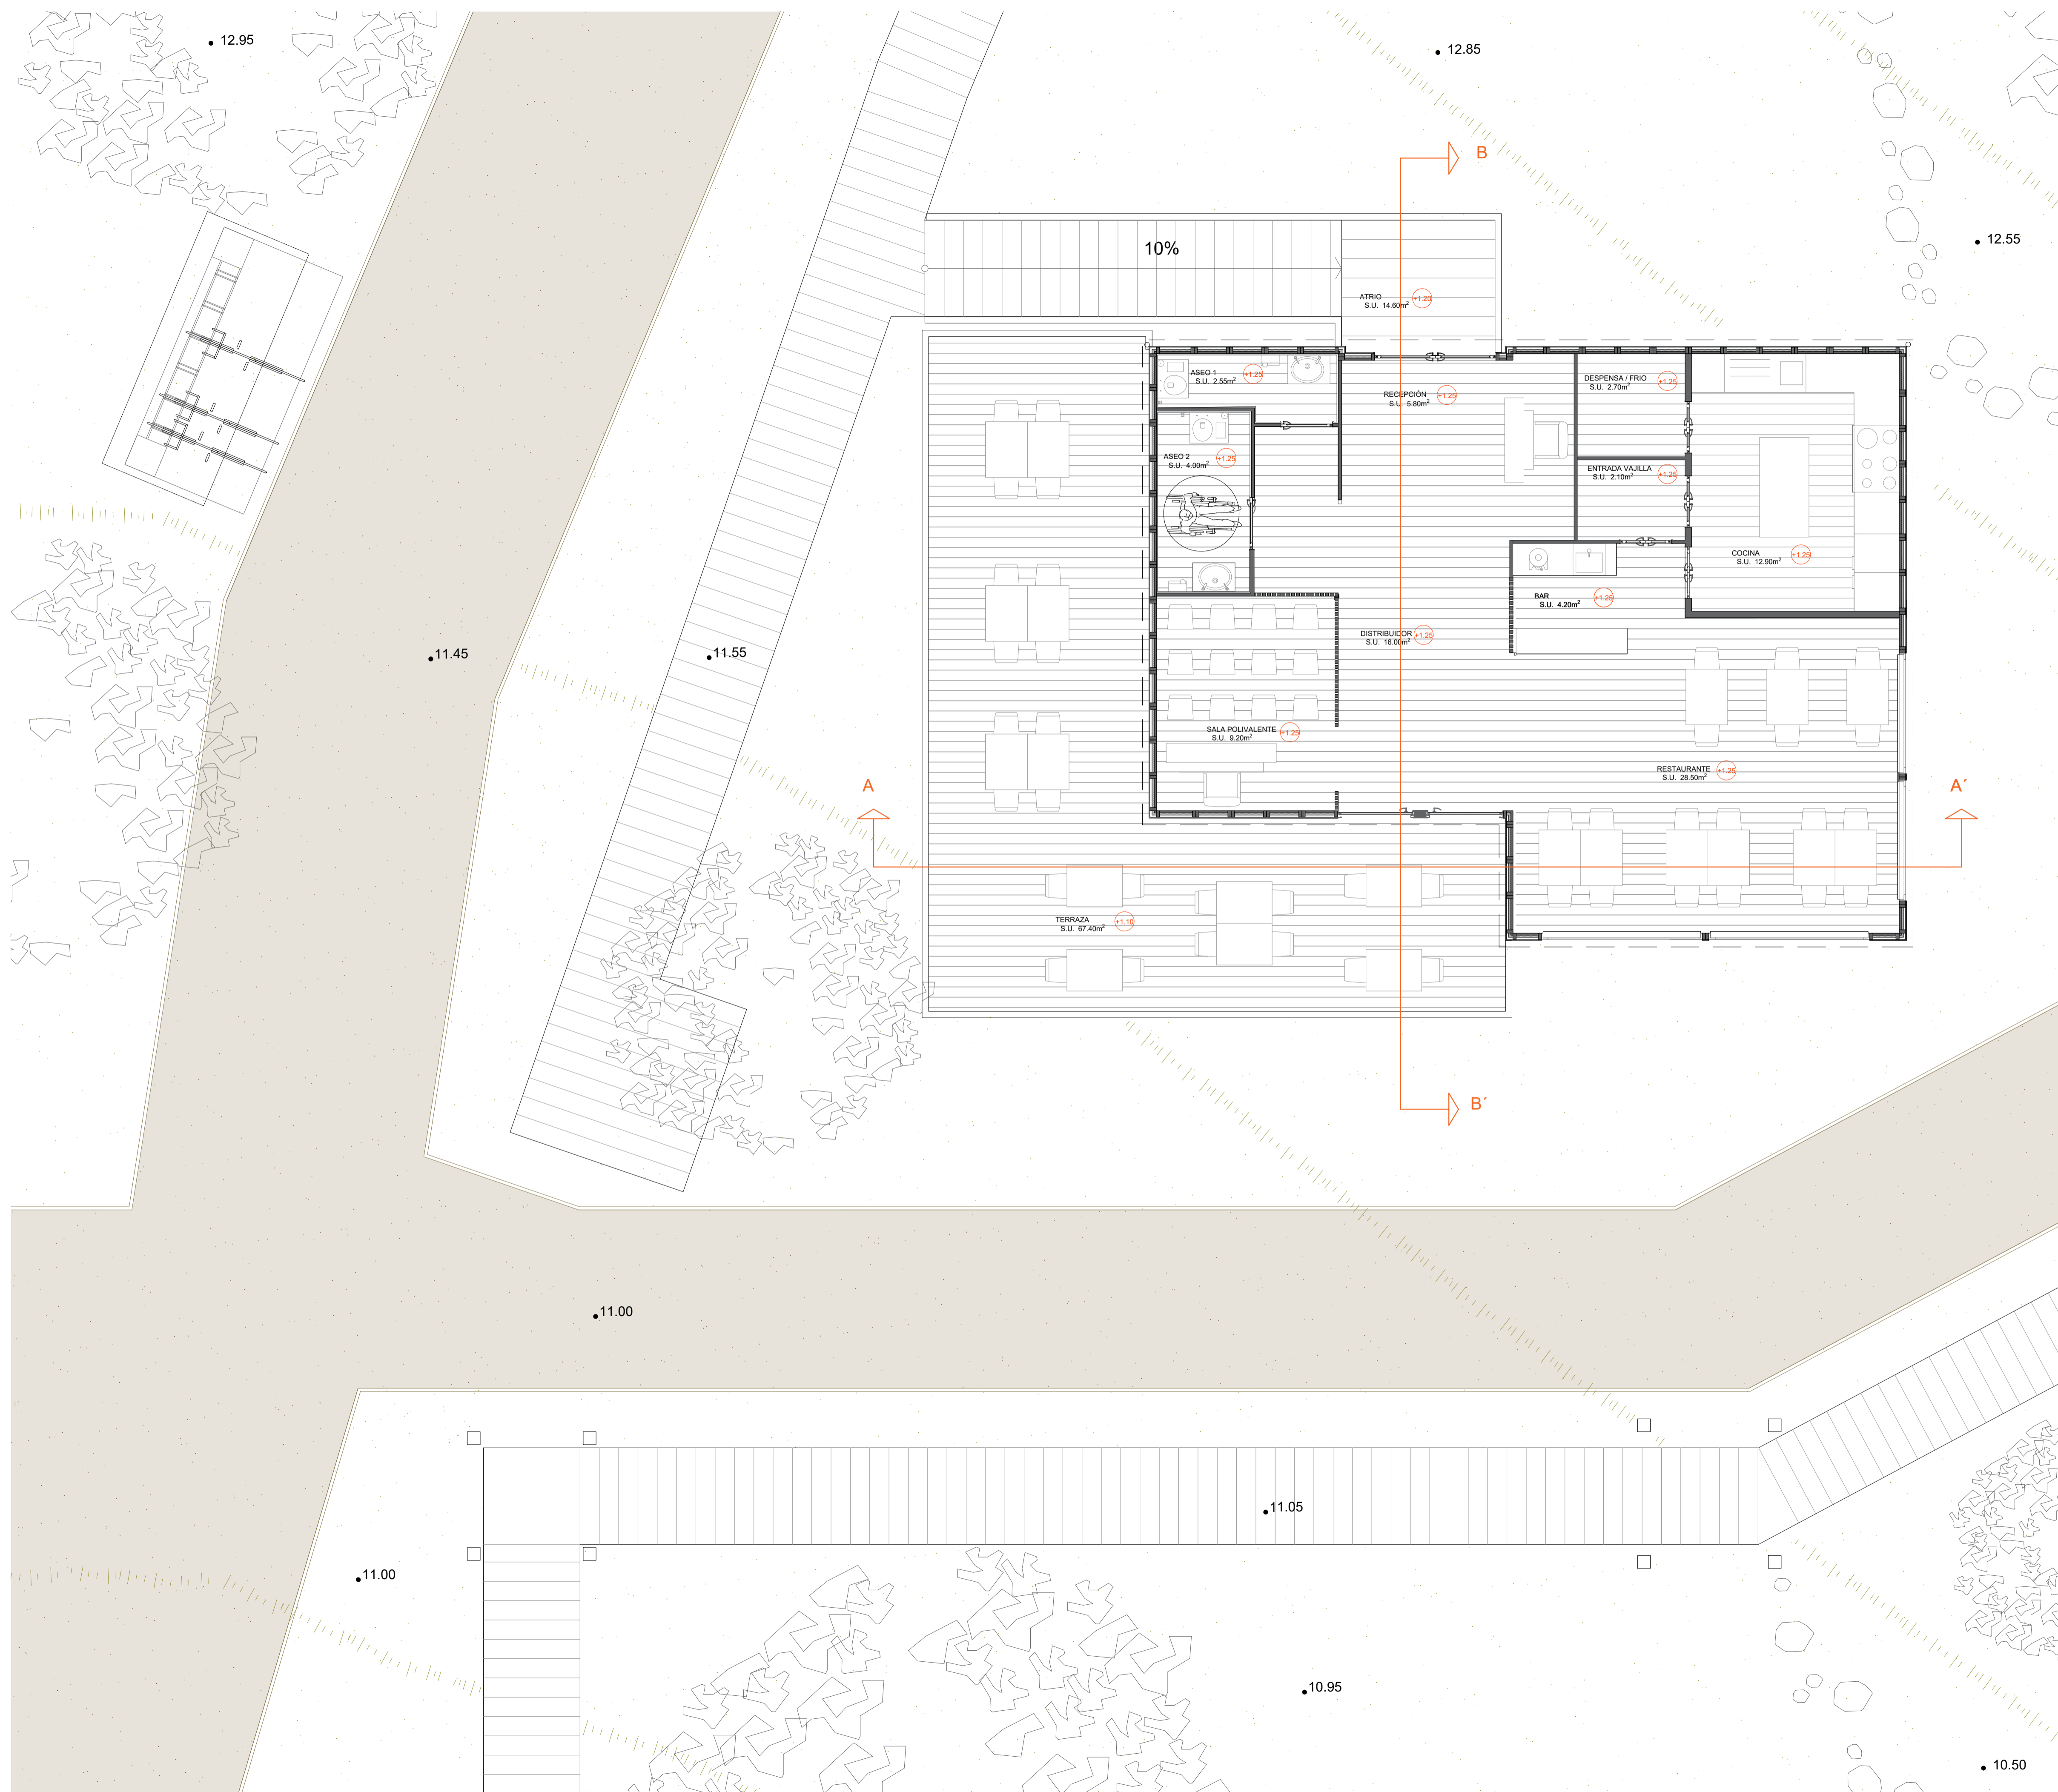 12.95
12.85
B
12.55
10%
ATRIO +1.20
S.U. 14.60m²
ASEO 1 +1.25
S.U. 2.55m²
DESPENSA / FRIO +1.25
S.U. 2.70m²
RECEPCIÓN +1.25
S.U. 5.80m²
ASEO 2 +1.25
S.U. 4.00m²
ENTRADA VAJILLA +1.25
S.U. 2.10m²
COCINA +1.25
S.U. 12.90m²
BAR +1.25
S.U. 4.20m²
DISTRIBUIDOR +1.25
S.U. 16.00m²
11.45
11.55
SALA POLIVALENTE +1.25
S.U. 9.20m²
RESTAURANTE +1.25
S.U. 28.50m²
A
A´
TERRAZA +1.10
S.U. 67.40m²
B´
11.00
11.05
11.00
10.95
10.50